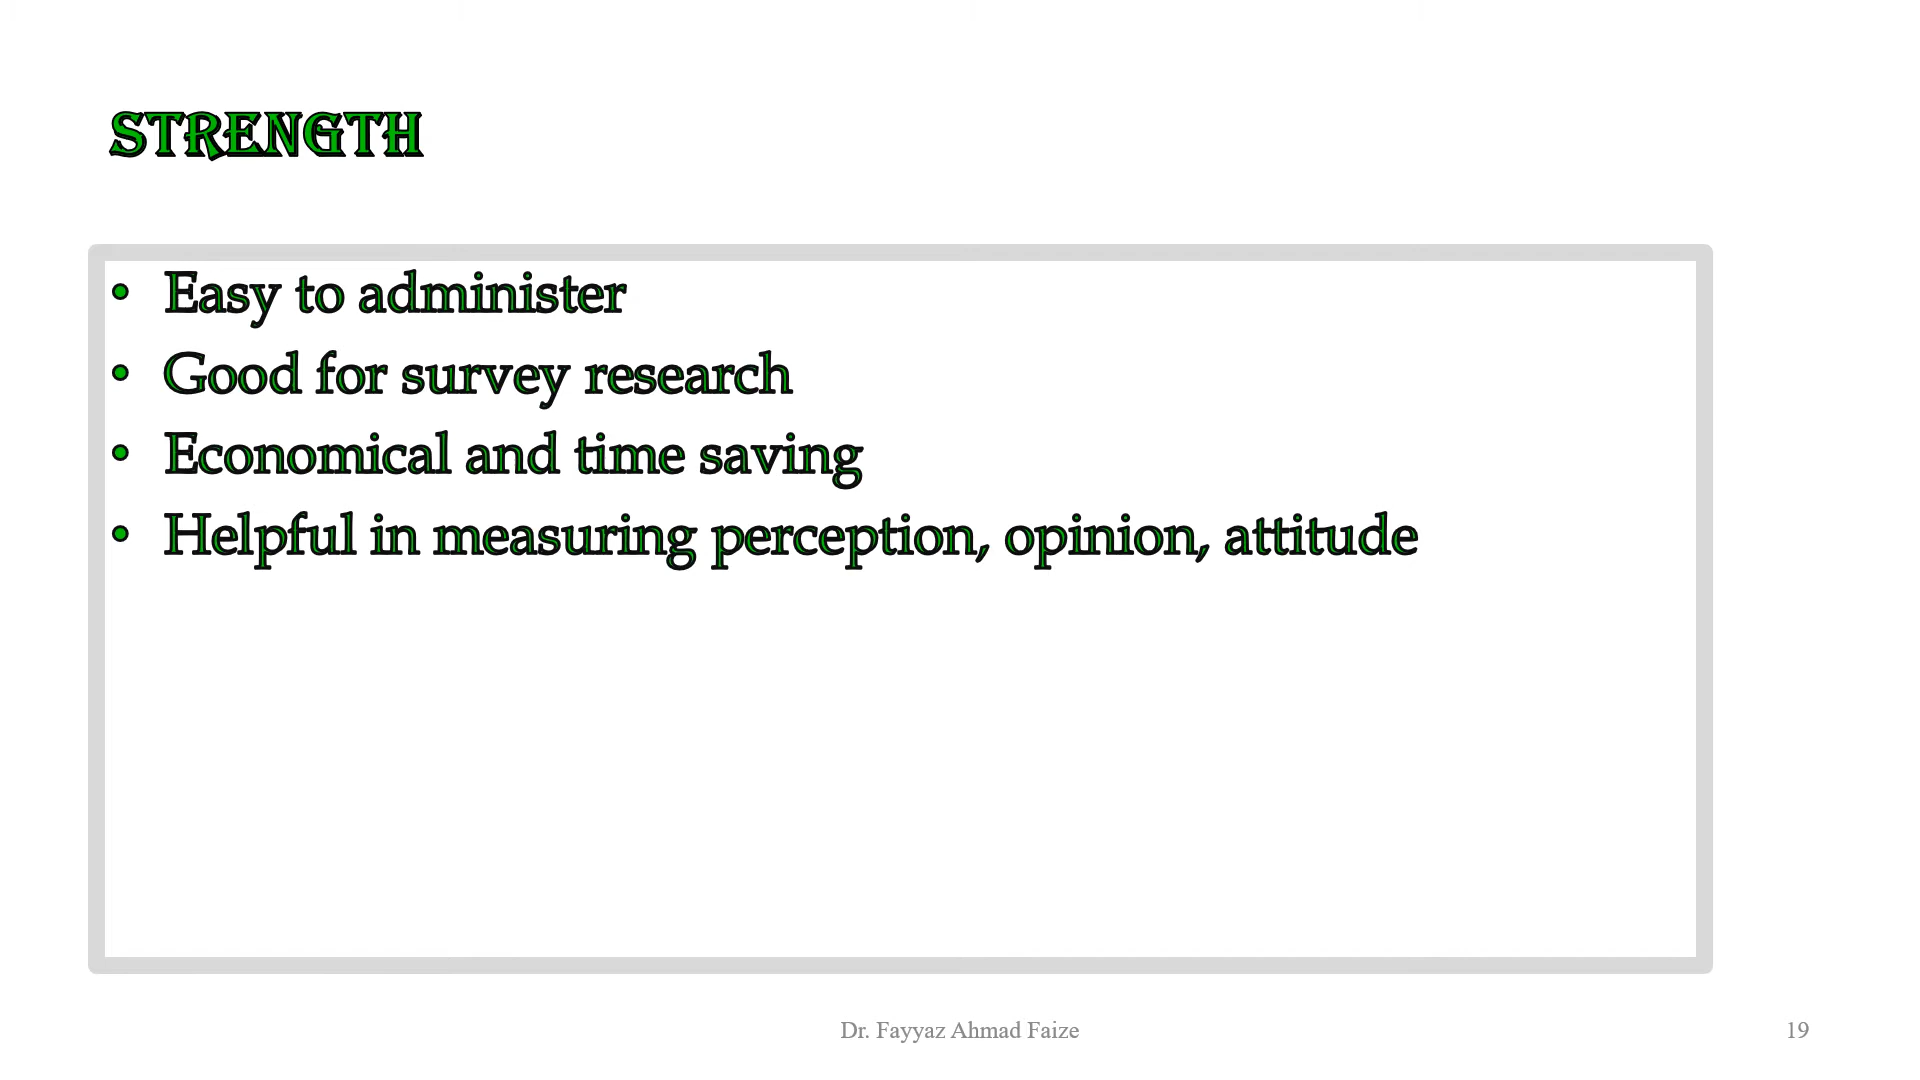 STRENGTH
• Easy to administer
• Good for survey research
• Economical and time saving
• Helpful in measuring perception, opinion, attitude
Dr. Fayyaz Ahmad Faize
19